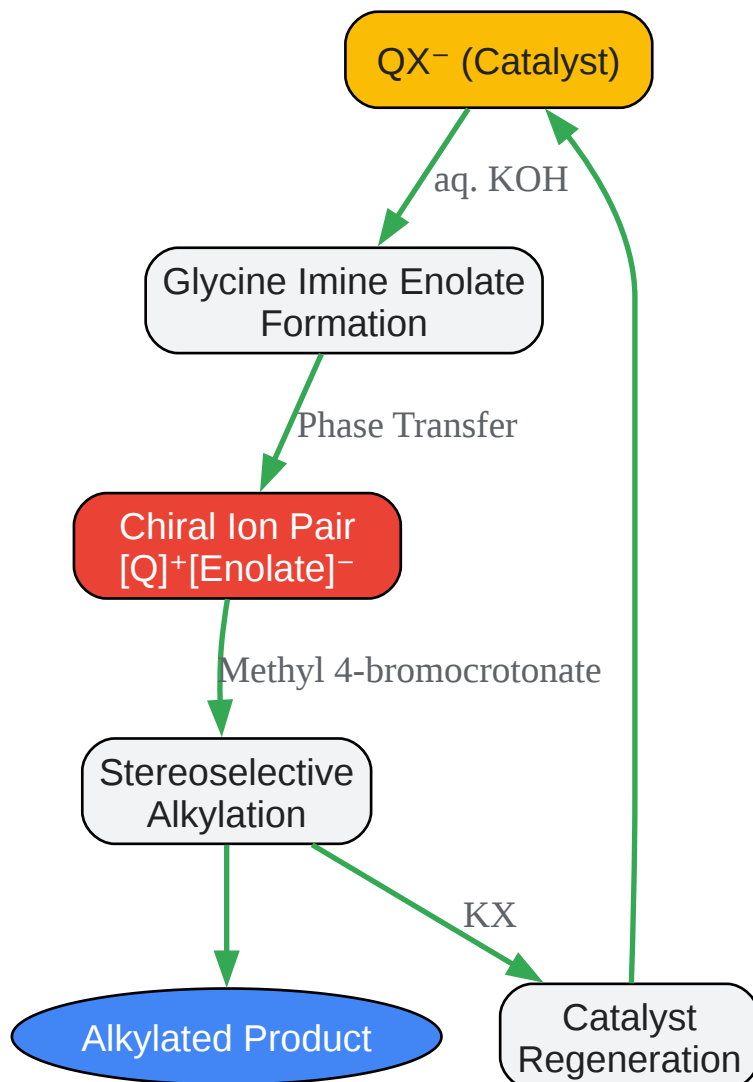 QX⁻ (Catalyst)
aq. KOH
Glycine Imine Enolate
Formation
Phase Transfer
Chiral Ion Pair
[Q]⁺[Enolate]⁻
Methyl 4-bromocrotonate
Stereoselective
Alkylation
KX
Alkylated Product
Catalyst
Regeneration